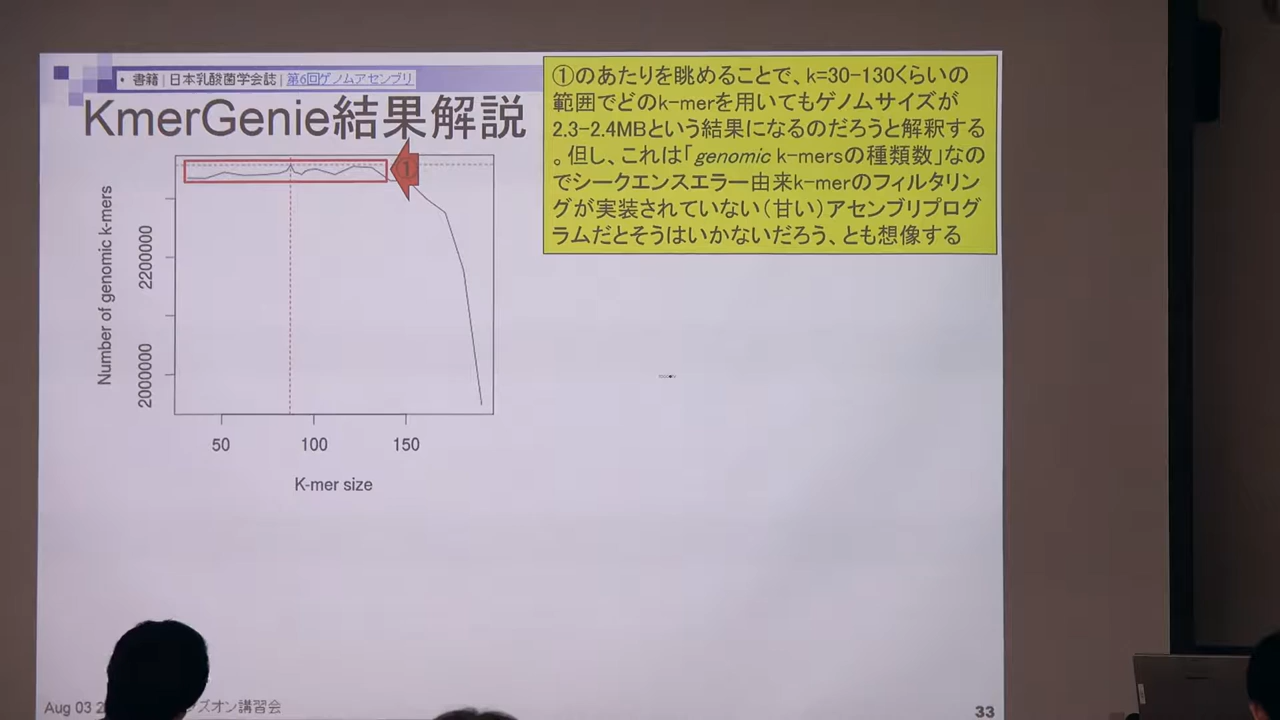 ・ 書籍 | 日本乳酸菌学会誌 | 第6回ゲノムアセンブリ
KmerGenie結果解説
①のあたりを眺めることで、k=30-130くらいの
範囲でどのk-merを用いてもゲノムサイズが
2.3-2.4MBという結果になるのだろうと解釈する
。但し、これは「genomic k-mersの種類数」なの
でシークエンスエラー由来k-merのフィルタリン
グが実装されていない(甘い)アセンブリプログ
ラムだとそうはいかないだろう、とも想像する
①
Number of genomic k-mers
2200000
2000000
50 100 150
K-mer size
Aug 03 ズオン講習会
33